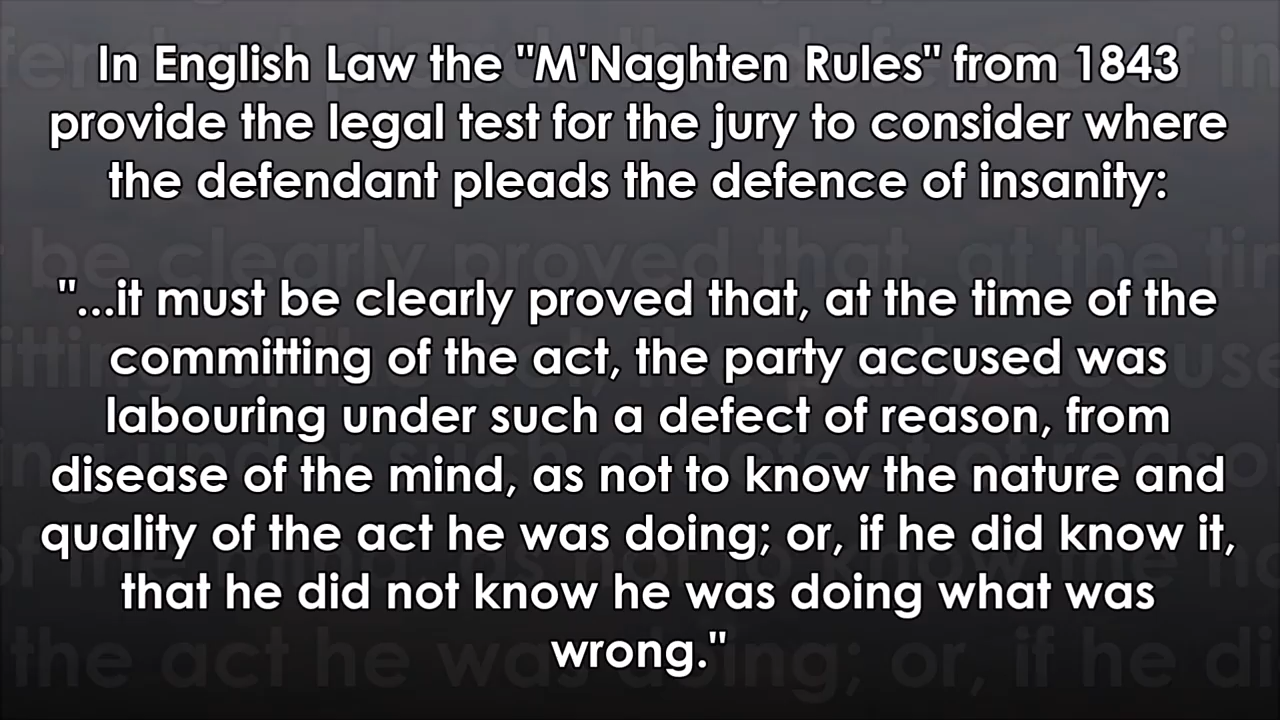 In English Law the "M'Naghten Rules" from 1843
provide the legal test for the jury to consider where
the defendant pleads the defence of insanity:
"...it must be clearly proved that, at the time of the
committing of the act, the party accused was
labouring under such a defect of reason, from
disease of the mind, as not to know the nature and
quality of the act he was doing; or, if he did know it,
that he did not know he was doing what was
wrong."